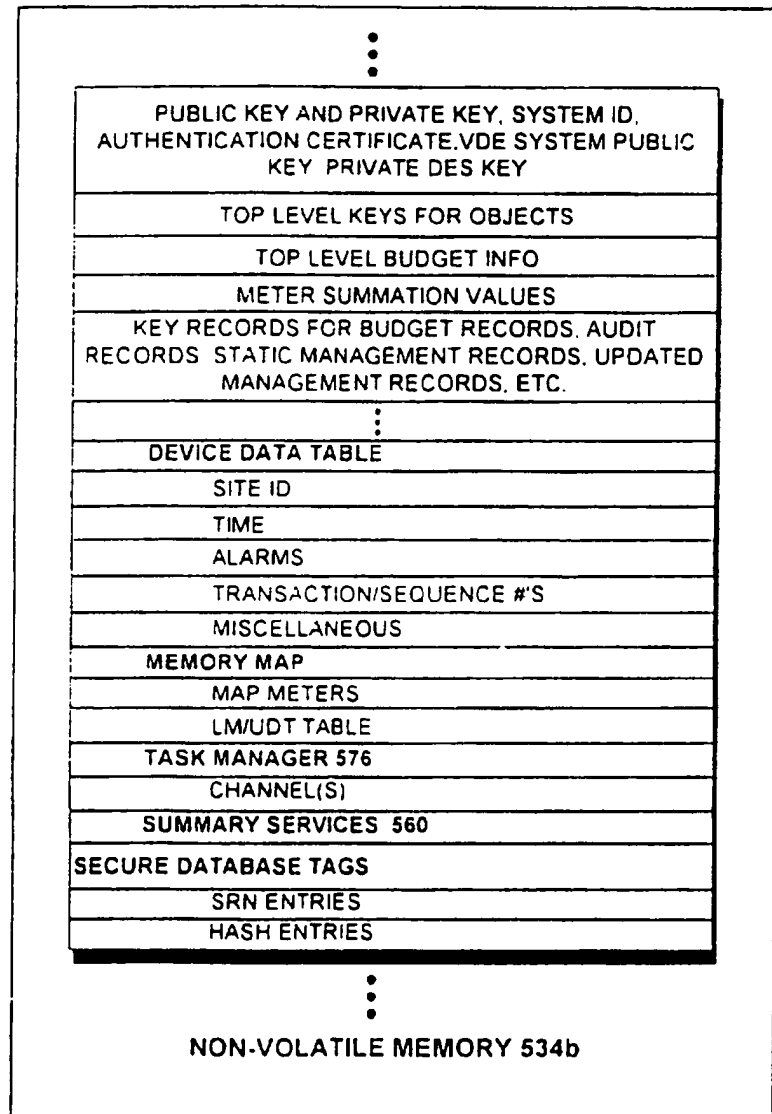 PUBLIC KEY AND PRIVATE KEY, SYSTEM ID,
AUTHENTICATION CERTIFICATE.VDE SYSTEM PUBLIC
KEY PRIVATE DES KEY
TOP LEVEL KEYS FOR OBJECTS
TOP LEVEL BUDGET INFO
METER SUMMATION VALUES
KEY RECORDS FOR BUDGET RECORDS, AUDIT
RECORDS STATIC MANAGEMENT RECORDS, UPDATED
MANAGEMENT RECORDS, ETC.
DEVICE DATA TABLE
SITE ID
TIME
ALARMS
TRANSACTION/SEQUENCE #'S
MISCELLANEOUS
MEMORY MAP
MAP METERS
LM/UDT TABLE
TASK MANAGER 576
CHANNEL(S)
SUMMARY SERVICES 560
SECURE DATABASE TAGS
SRN ENTRIES
HASH ENTRIES
NON-VOLATILE MEMORY 534b